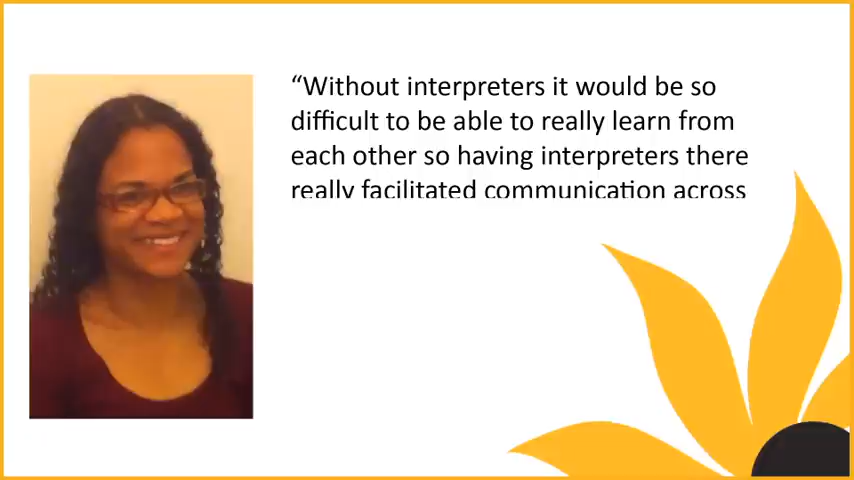 “Without interpreters it would be so
difficult to be able to really learn from
each other so having interpreters there
really facilitated communication across